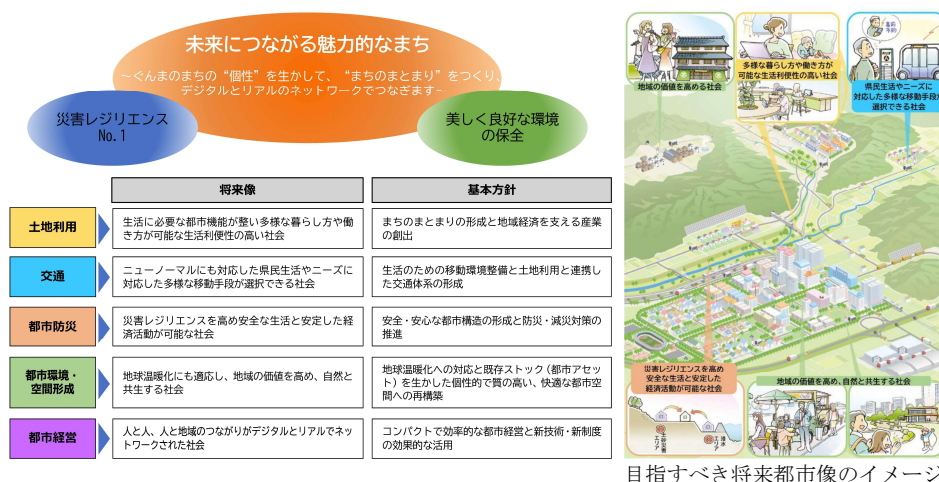 未来につながる魅力的なまち
～ぐんまのまちの“個性”を生かして、“まちのまとまり”をつくり、
デジタルとリアルのネットワークでつなぎます～
災害レジリエンス
No.1
美しく良好な環境
の保全
将来像
基本方針
土地利用
生活に必要な都市機能が整い多様な暮らし方や働
き方が可能な生活利便性の高い社会
まちのまとまりの形成と地域経済を支える産業
の創出
交通
ニューノーマルにも対応した県民生活やニーズに
対応した多様な移動手段が選択できる社会
生活のための移動環境整備と土地利用と連携し
た交通体系の形成
都市防災
災害レジリエンスを高め安全な生活と安定した経
済活動が可能な社会
安全・安心な都市構造の形成と防災・減災対策の
推進
都市環境・
空間形成
地球温暖化にも適応し、地域の価値を高め、自然と
共生する社会
地球温暖化への対応と既存ストック（都市アセッ
ト）を生かした個性的で質の高い、快適な都市空
間への再構築
都市経営
人と人、人と地域のつながりがデジタルとリアルでネッ
トワークされた社会
コンパクトで効率的な都市経営と新技術・新制度
の効果的な活用
地域の価値を高める社会
多様な暮らし方や働き方が
可能な生活利便性の高い社会
県民生活やニーズに
対応した多様な移動手段が
選択できる社会
災害レジリエンスを高め
安全な生活と安定した
経済活動が可能な社会
土砂災害
エリア
浸水
エリア
地域の価値を高め、自然と共生する社会
目指すべき将来都市像のイメージ